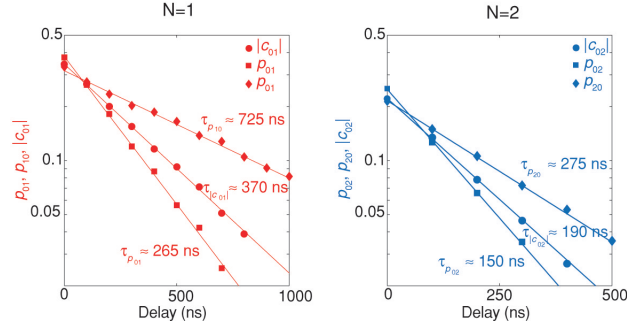 N=1
N=2
0.5
0.1
0.05
p01, p10, |c01|
|c01|
p01
p01
τp10 ≈ 725 ns
τ|c01| ≈ 370 ns
τp01 ≈ 265 ns
0
500
1000
Delay (ns)
0.5
0.1
0.05
p02, p20, |c02|
|c02|
p02
p20
τp20 ≈ 275 ns
τ|c02| ≈ 190 ns
τp02 ≈ 150 ns
0
250
500
Delay (ns)